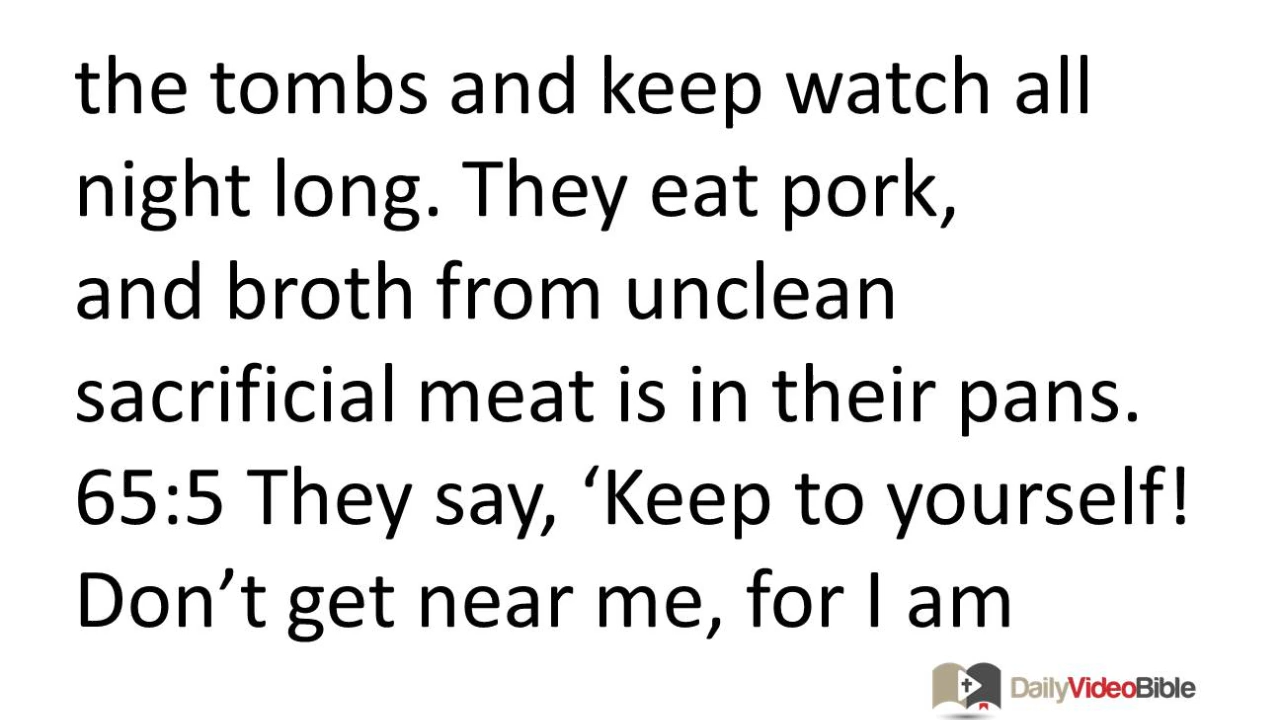 the tombs and keep watch all
night long. They eat pork,
and broth from unclean
sacrificial meat is in their pans.
65:5 They say, ‘Keep to yourself!
Don’t get near me, for I am
DailyVideoBible